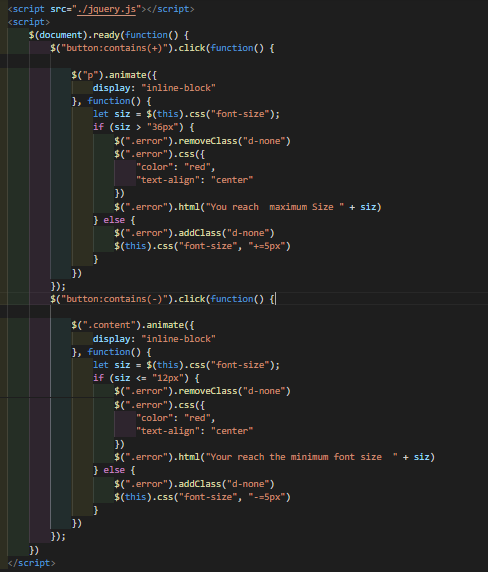 <script src="./jquery.js"></script>
<script>
$(document).ready(function() {
$("button:contains(+)").click(function() {
$("p").animate({
display: "inline-block"
}, function() {
let siz = $(this).css("font-size");
if (siz > "36px") {
$(".error").removeClass("d-none")
$(".error").css({
"color": "red",
"text-align": "center"
})
$(".error").html("You reach  maximum Size " + siz)
} else {
$(".error").addClass("d-none")
$(this).css("font-size", "+=5px")
}
})
});
$("button:contains(-)").click(function() {
$(".content").animate({
display: "inline-block"
}, function() {
let siz = $(this).css("font-size");
if (siz <= "12px") {
$(".error").removeClass("d-none")
$(".error").css({
"color": "red",
"text-align": "center"
})
$(".error").html("Your reach the minimum font size  " + siz)
} else {
$(".error").addClass("d-none")
$(this).css("font-size", "-=5px")
}
})
});
})
</script>